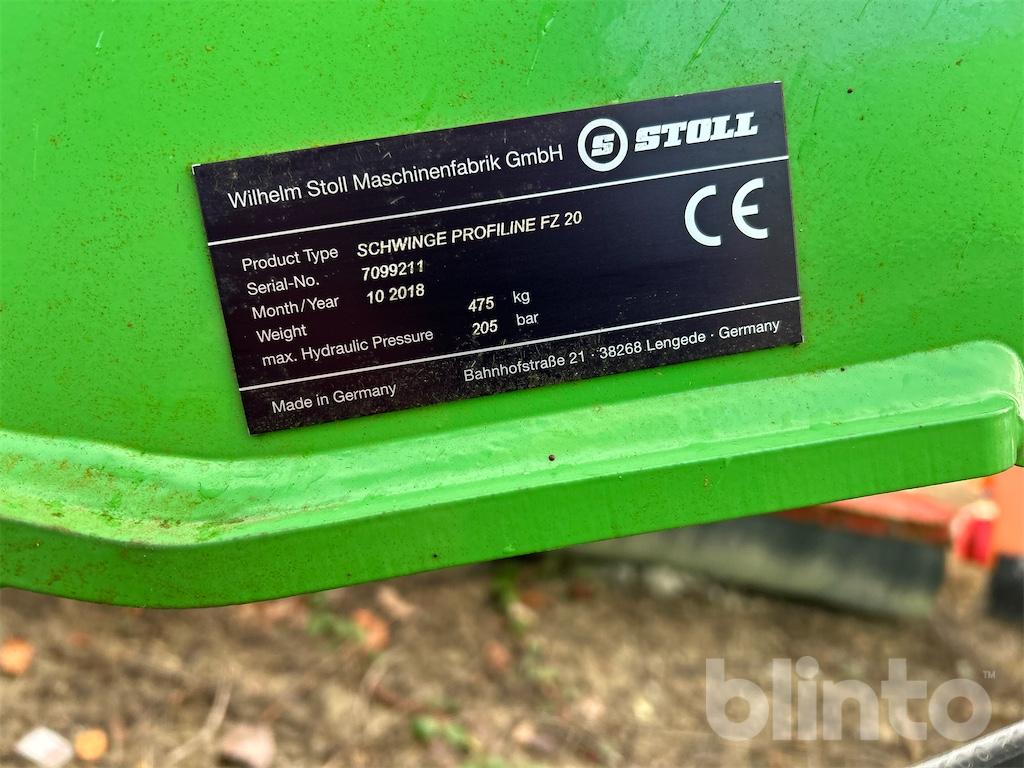 Wilhelm Stoll Maschinenfabrik GmbH S STOLL
CE
Product Type SCHWINGE PROFILINE FZ 20
Serial-No. 7099211
Month/Year 10 2018
Weight 475 kg
max. Hydraulic Pressure 205 bar
Made in Germany Bahnhofstraße 21 · 38268 Lengede · Germany
blinto™